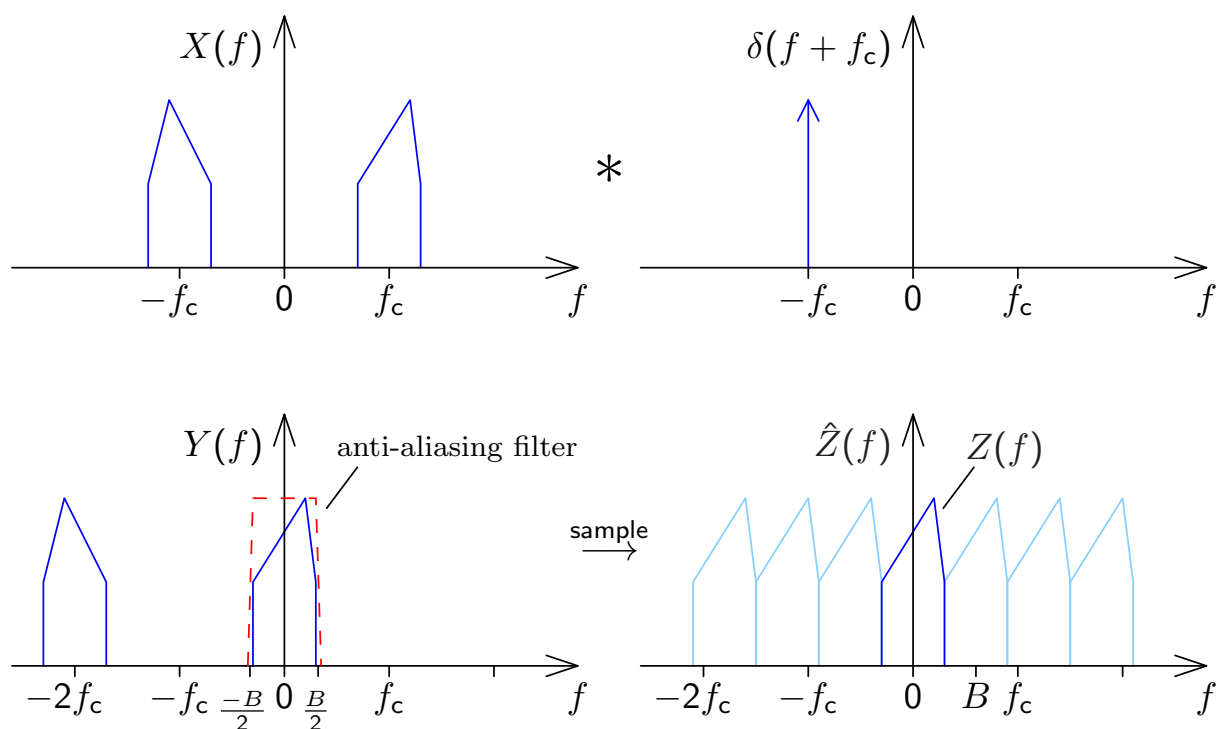 X(f)
δ(f + f_c)
*
−f_c 0 f_c f
−f_c 0 f_c f
Y(f)
anti-aliasing filter
Ẑ(f)
Z(f)
sample
−2f_c −f_c −B/2 0 B/2 f_c f
−2f_c −f_c 0 B f_c f